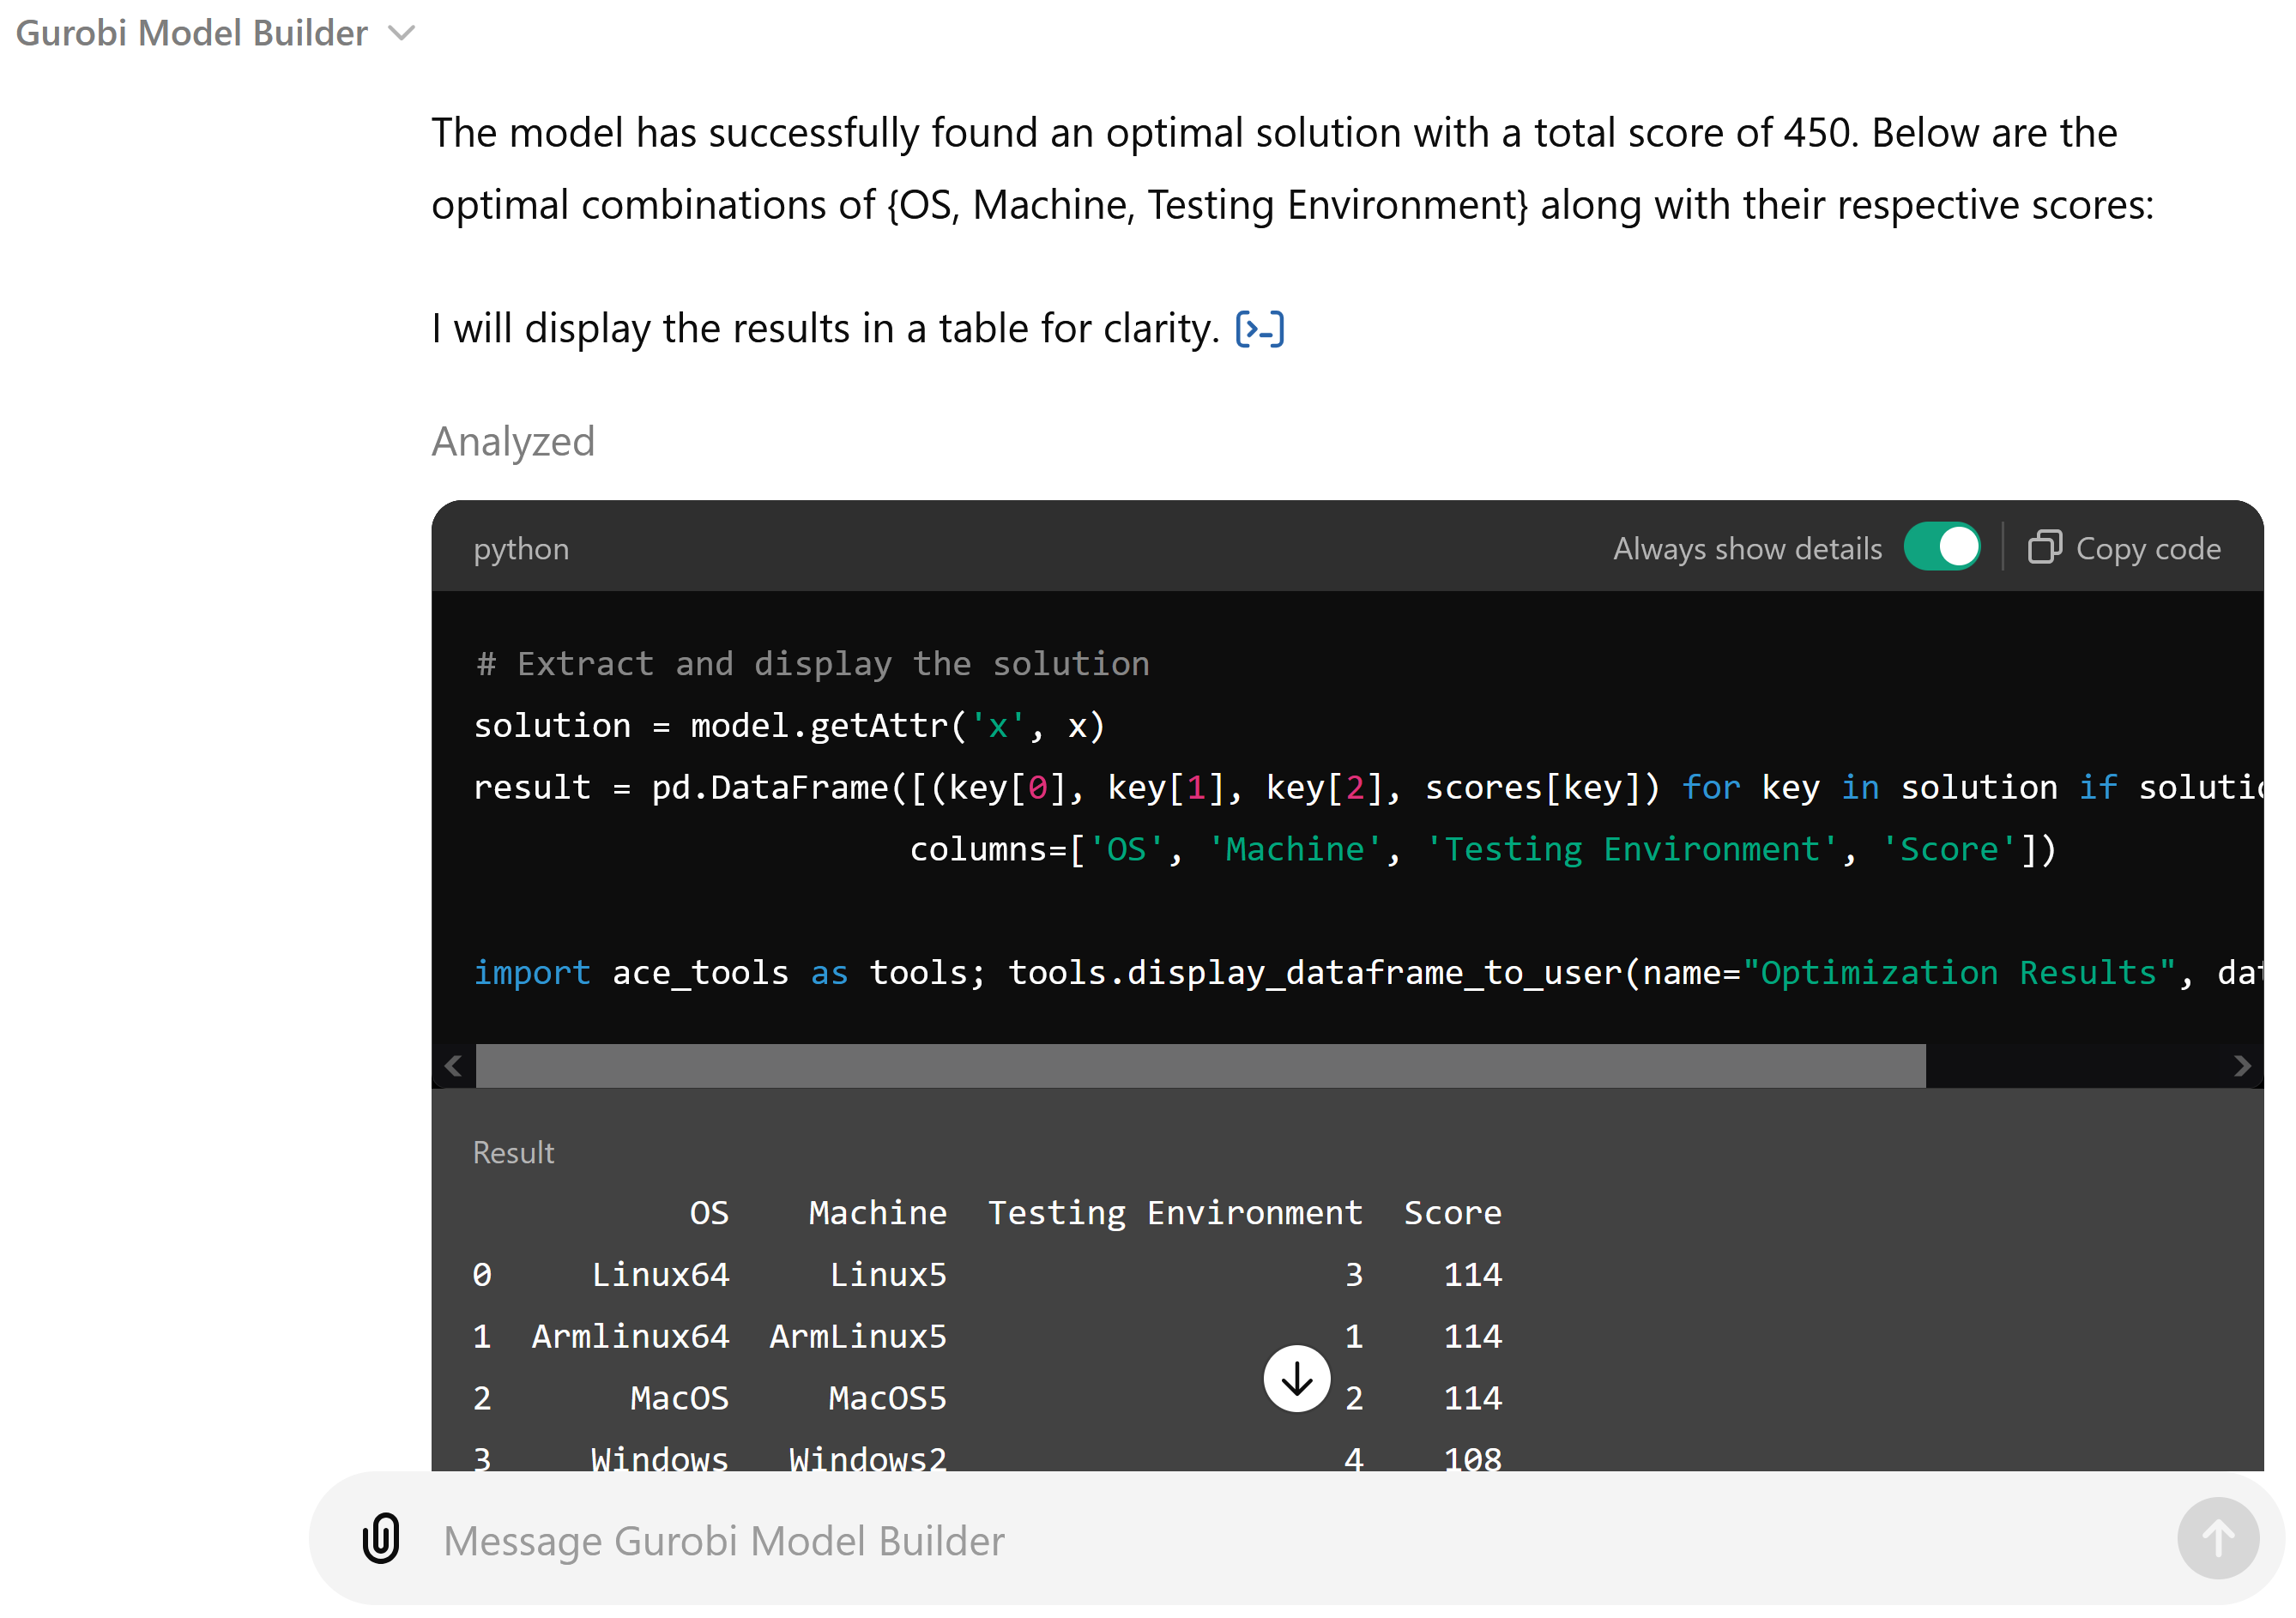 Gurobi Model Builder
The model has successfully found an optimal solution with a total score of 450. Below are the
optimal combinations of {OS, Machine, Testing Environment} along with their respective scores:
I will display the results in a table for clarity. [>_]
Analyzed
python Always show details Copy code
# Extract and display the solution
solution = model.getAttr('x', x)
result = pd.DataFrame([(key[0], key[1], key[2], scores[key]) for key in solution if
columns=['OS', 'Machine', 'Testing Environment', 'Score'])
import ace_tools as tools; tools.display_dataframe_to_user(name="Optimization Results",
Result
OS Machine Testing Environment Score
0 Linux64 Linux5 3 114
1 Armlinux64 ArmLinux5 1 114
2 MacOS MacOS5 2 114
3 Windows Windows2 4 108
Message Gurobi Model Builder